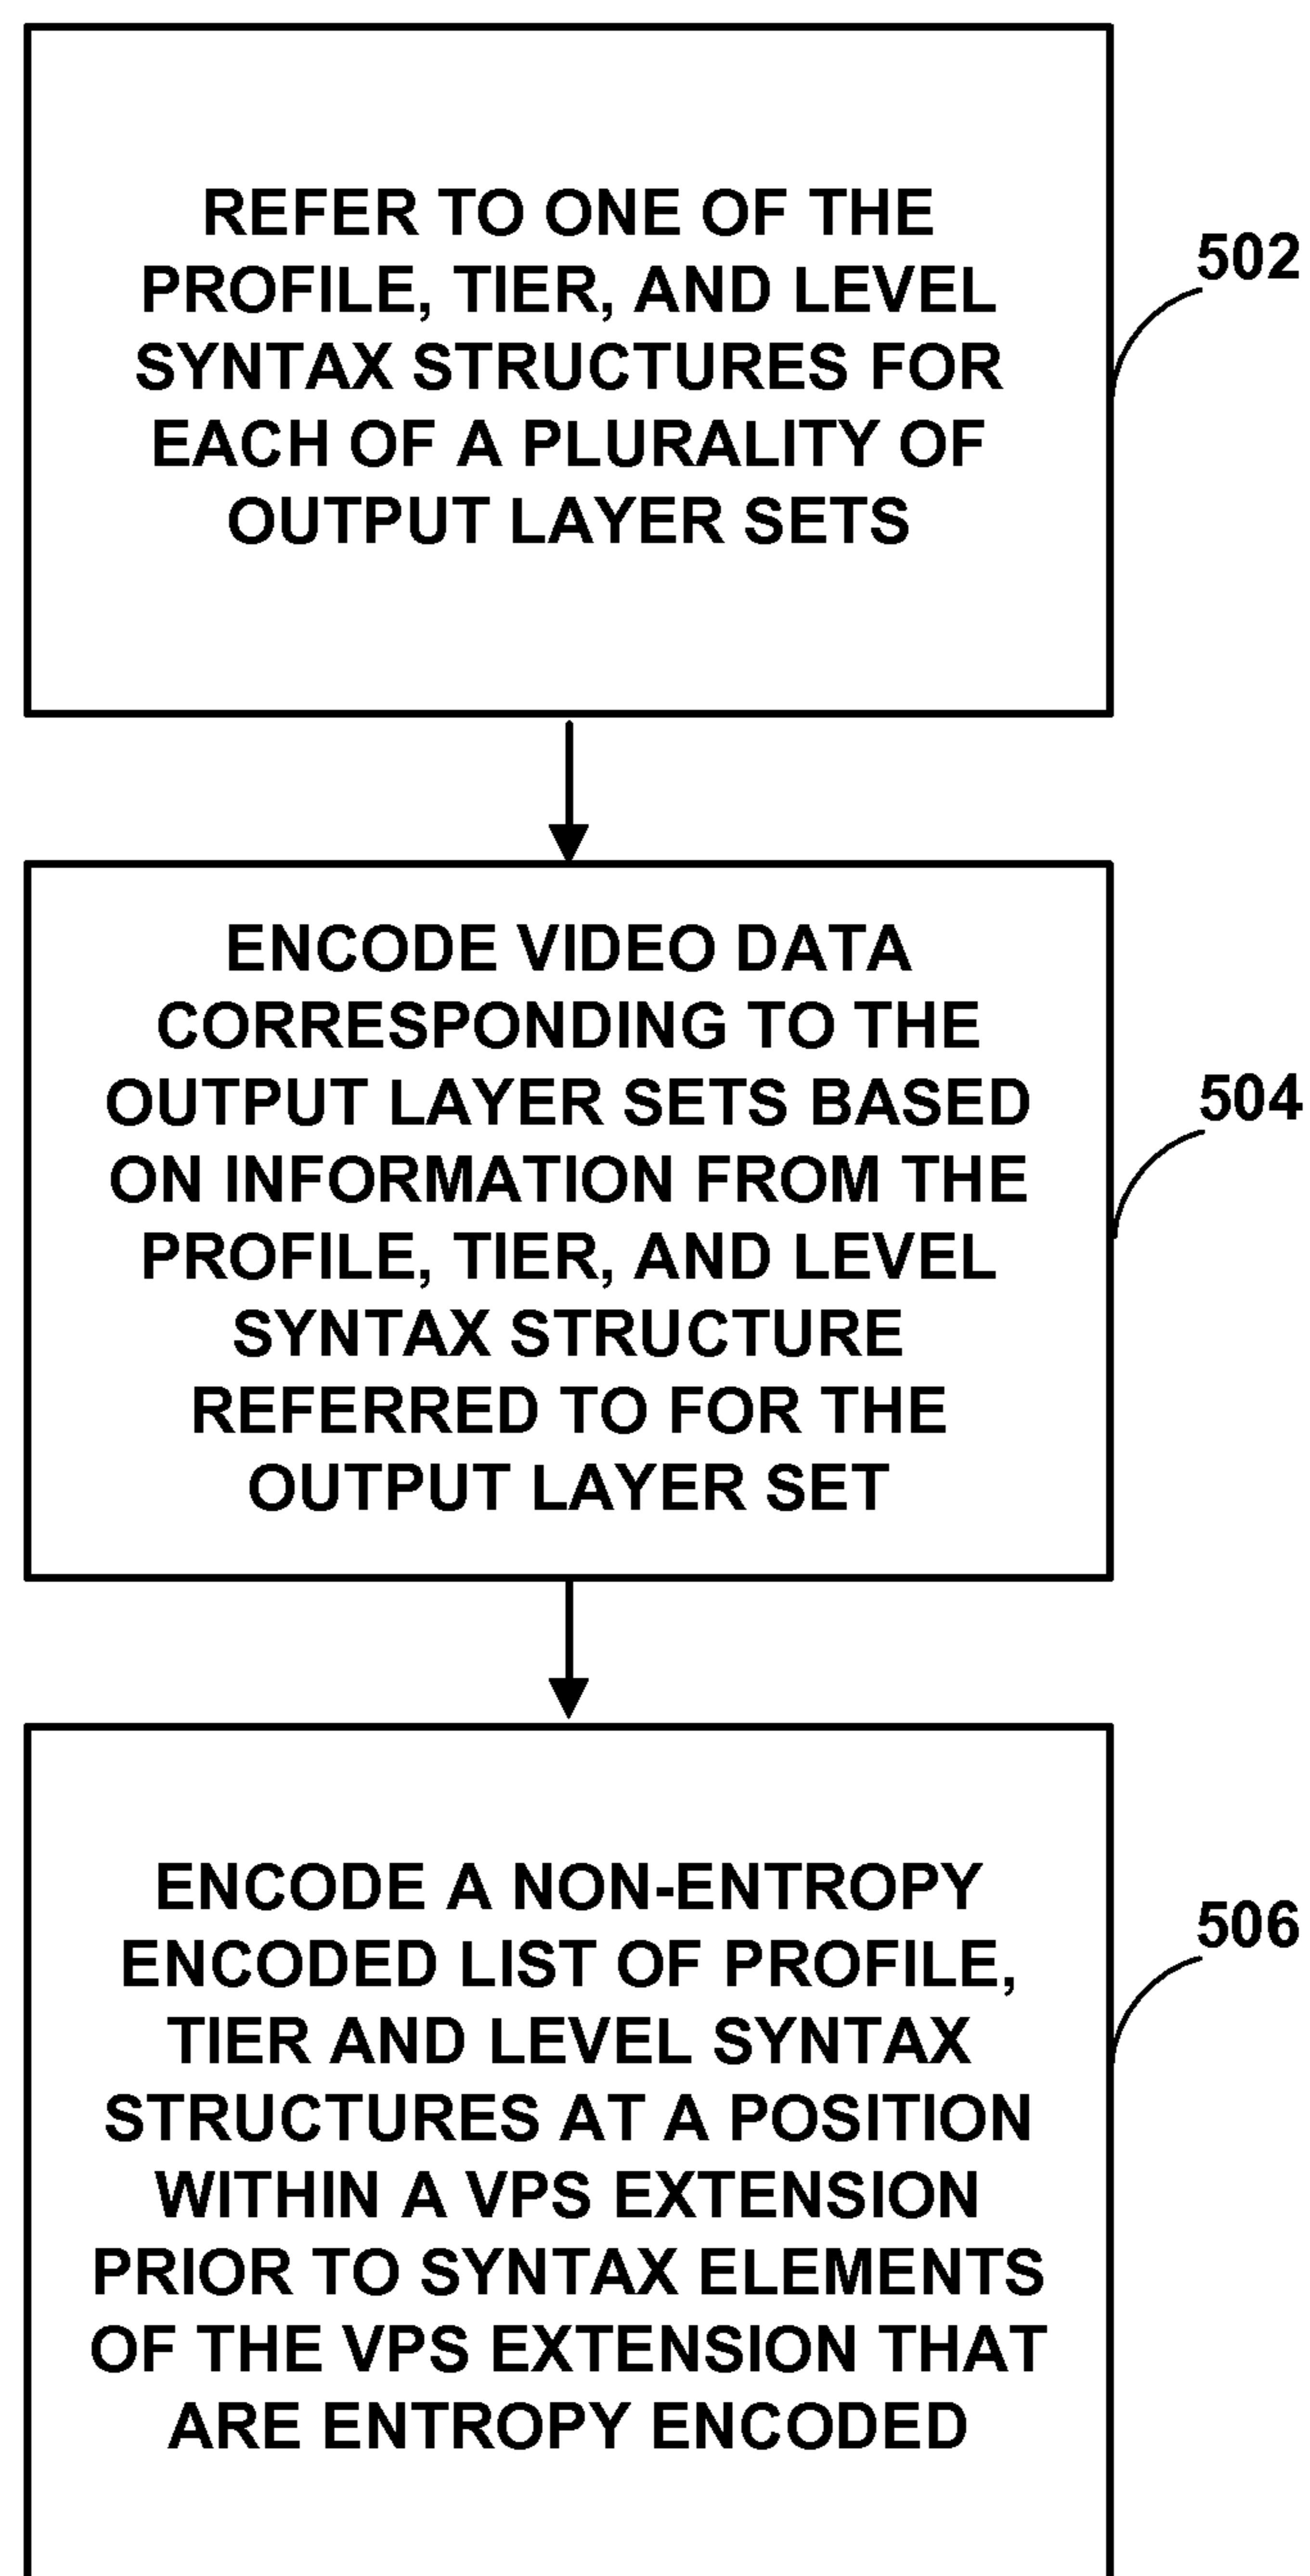 REFER TO ONE OF THE
PROFILE, TIER, AND LEVEL
SYNTAX STRUCTURES FOR
EACH OF A PLURALITY OF
OUTPUT LAYER SETS
502
ENCODE VIDEO DATA
CORRESPONDING TO THE
OUTPUT LAYER SETS BASED
ON INFORMATION FROM THE
PROFILE, TIER, AND LEVEL
SYNTAX STRUCTURE
REFERRED TO FOR THE
OUTPUT LAYER SET
504
ENCODE A NON-ENTROPY
ENCODED LIST OF PROFILE,
TIER AND LEVEL SYNTAX
STRUCTURES AT A POSITION
WITHIN A VPS EXTENSION
PRIOR TO SYNTAX ELEMENTS
OF THE VPS EXTENSION THAT
ARE ENTROPY ENCODED
506